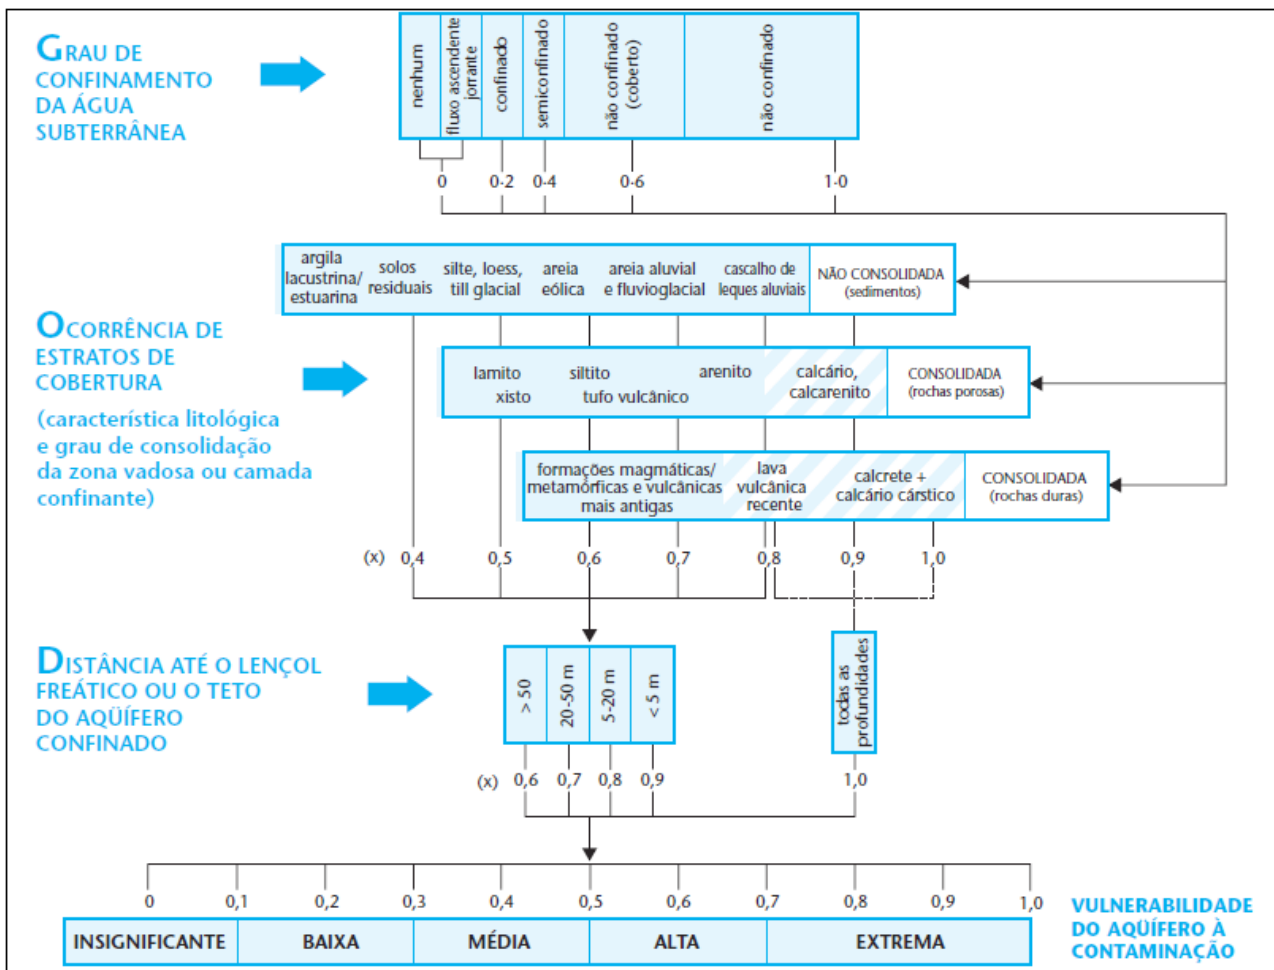 GRAU DE
CONFINAMENTO
DA ÁGUA
SUBTERRÂNEA
nenhum
fluxo ascendente
jorrante
confinado
semiconfinado
não confinado
(coberto)
não confinado
0
0·2
0·4
0·6
1·0
argila
lacustrina/
estuarina
solos
residuais
silte, loess,
till glacial
areia
eólica
areia aluvial
e fluvioglacial
cascalho de
leques aluviais
NÃO CONSOLIDADA
(sedimentos)
OCORRÊNCIA DE
ESTRATOS DE
COBERTURA
(característica litológica
e grau de consolidação
da zona vadosa ou camada
confinante)
lamito
xisto
siltito
tufo vulcânico
arenito
calcário,
calcarenito
CONSOLIDADA
(rochas porosas)
formações magmáticas/
metamórficas e vulcânicas
mais antigas
lava
vulcânica
recente
calcrete +
calcário cárstico
CONSOLIDADA
(rochas duras)
(x) 0,4 0,5 0,6 0,7 0,8 0,9 1,0
DISTÂNCIA ATÉ O LENÇOL
FREÁTICO OU O TETO
DO AQÜÍFERO
CONFINADO
> 50
20-50 m
5-20 m
< 5 m
todas as
profundidades
(x) 0,6 0,7 0,8 0,9 1,0
0 0,1 0,2 0,3 0,4 0,5 0,6 0,7 0,8 0,9 1,0
INSIGNIFICANTE BAIXA MÉDIA ALTA EXTREMA
VULNERABILIDADE
DO AQÜÍFERO À
CONTAMINAÇÃO